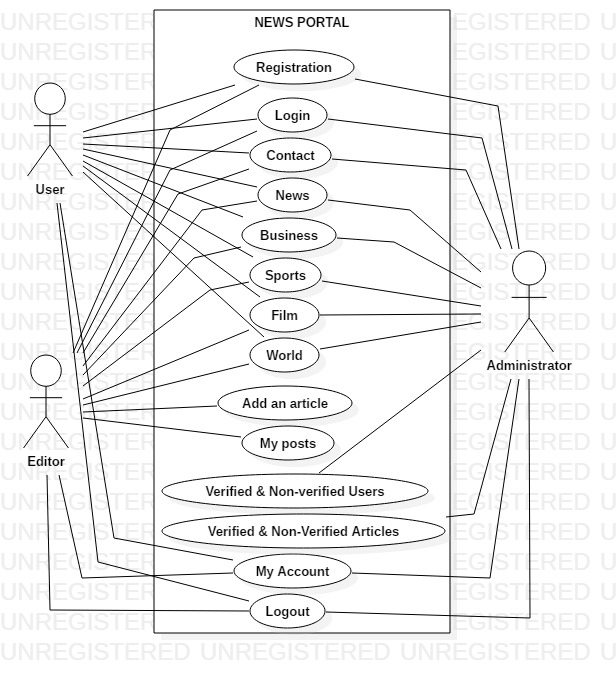 NEWS PORTAL
Registration
Login
Contact
News
Business
Sports
Film
World
Add an article
My posts
Verified & Non-verified Users
Verified & Non-Verified Articles
My Account
Logout
User
Editor
Administrator
UNREGISTERED UNREGISTERED UNREGISTERED U